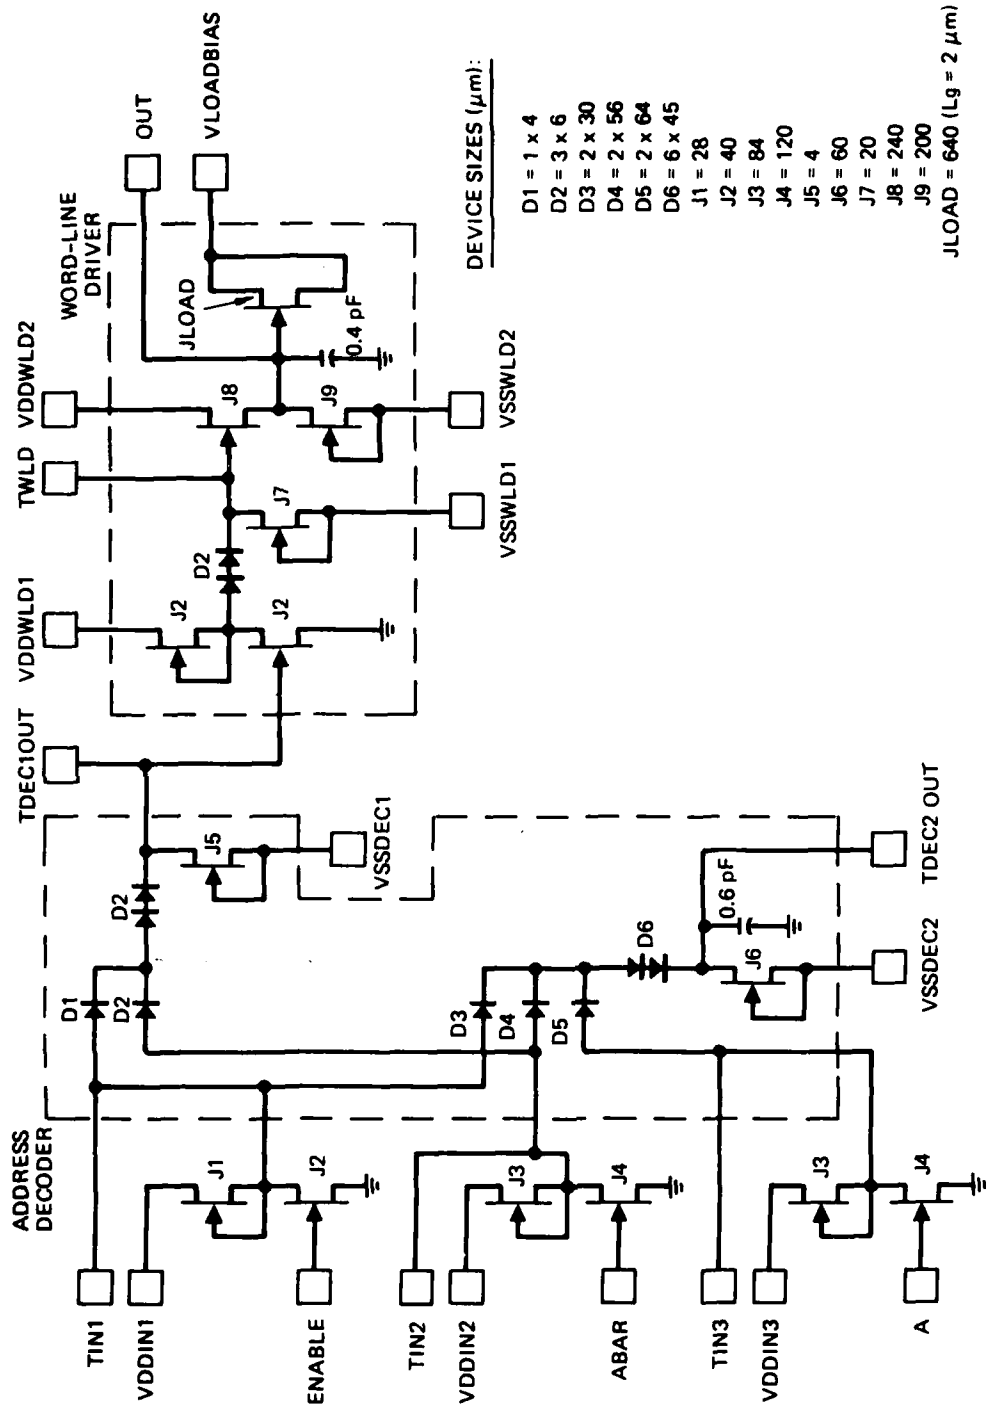 ADDRESS
DECODER
TIN1
VDDIN1
ENABLE
TIN2
VDDIN2
ABAR
TIN3
VDDIN3
A
J1
J2
J3
J4
J3
J4
D1
D2
D3
D4
D5
D2
J5
VSSDEC1
D6
0.6 pF
J6
VSSDEC2
TDEC2 OUT
TDEC1OUT
WORD-LINE
DRIVER
VDDWLD1
TWLD
VDDWLD2
OUT
VLOADBIAS
J2
J2
D2
J7
J8
J9
JLOAD
0.4 pF
VSSWLD1
VSSWLD2
DEVICE SIZES (μm):
D1 = 1 x 4
D2 = 3 x 6
D3 = 2 x 30
D4 = 2 x 56
D5 = 2 x 64
D6 = 6 x 45
J1 = 28
J2 = 40
J3 = 84
J4 = 120
J5 = 4
J6 = 60
J7 = 20
J8 = 240
J9 = 200
JLOAD = 640 (Lg = 2 μm)